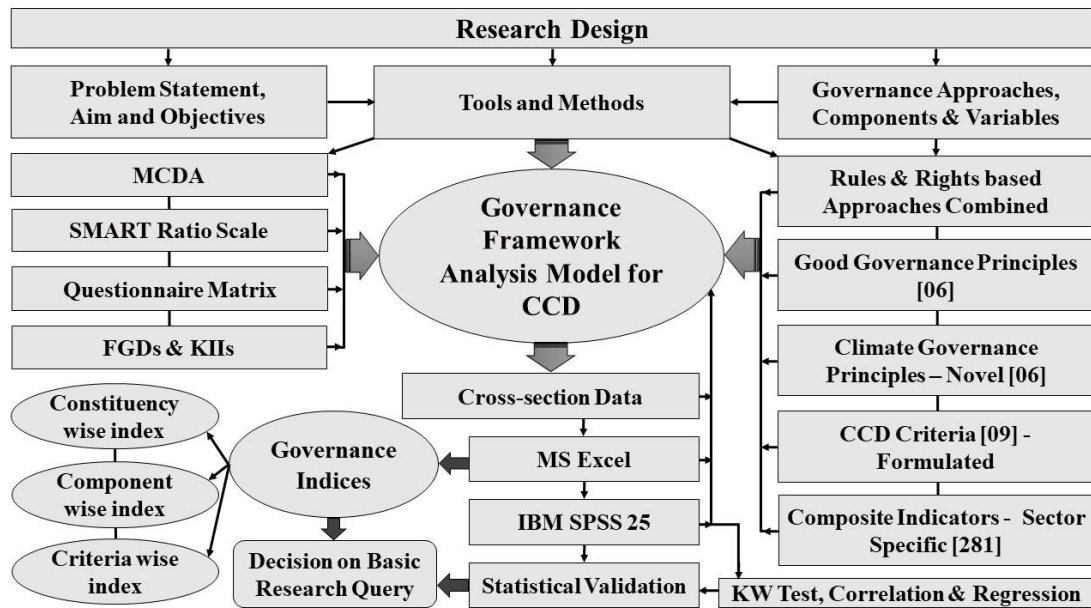 Research Design
Problem Statement,
Aim and Objectives
Tools and Methods
Governance Approaches,
Components & Variables
MCDA
SMART Ratio Scale
Questionnaire Matrix
FGDs & KIIs
Governance
Framework
Analysis Model for
CCD
Rules & Rights based
Approaches Combined
Good Governance Principles
[06]
Climate Governance
Principles – Novel [06]
CCD Criteria [09] -
Formulated
Composite Indicators - Sector
Specific [281]
Cross-section Data
MS Excel
IBM SPSS 25
Statistical Validation
KW Test, Correlation & Regression
Governance
Indices
Decision on Basic
Research Query
Constituency
wise index
Component
wise index
Criteria wise
index